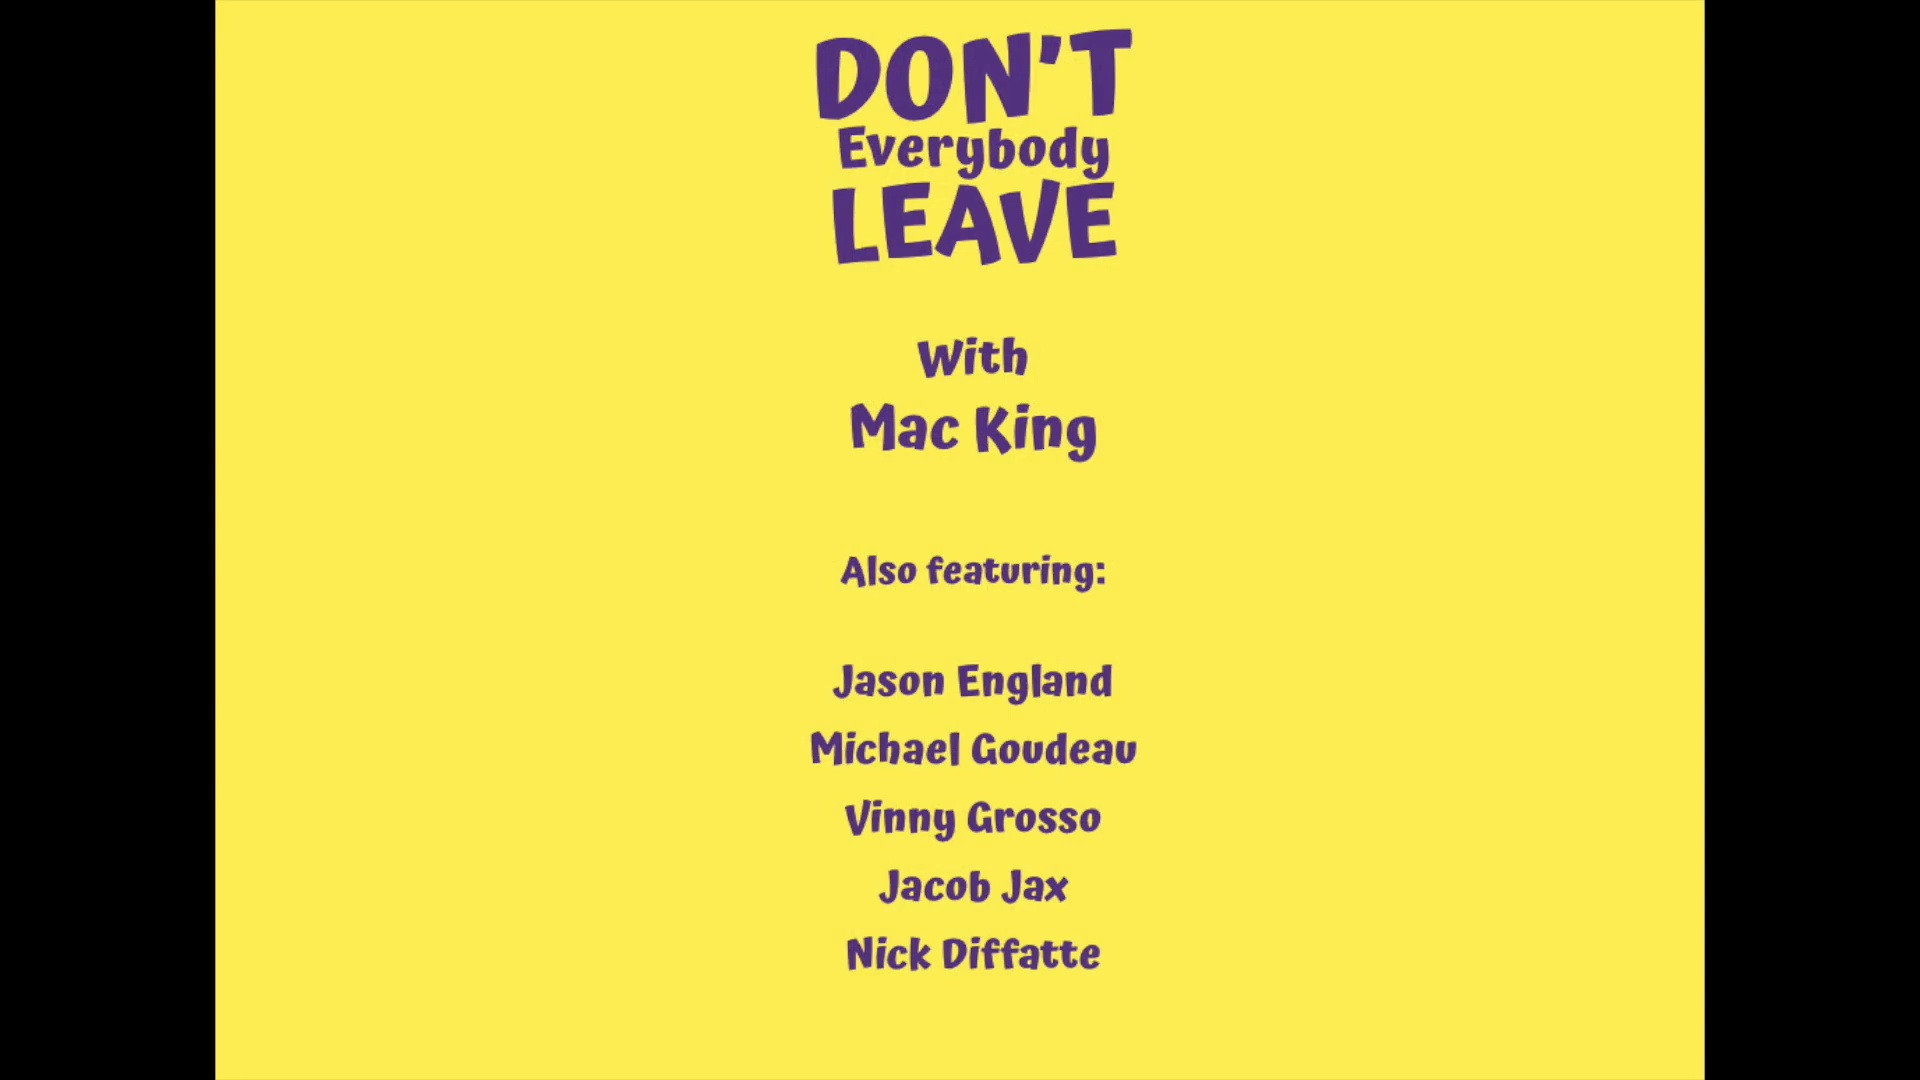 DON'T
Everybody
LEAVE
With
Mac King
Also featuring:
Jason England
Michael Goudeau
Vinny Grosso
Jacob Jax
Nick Diffatte